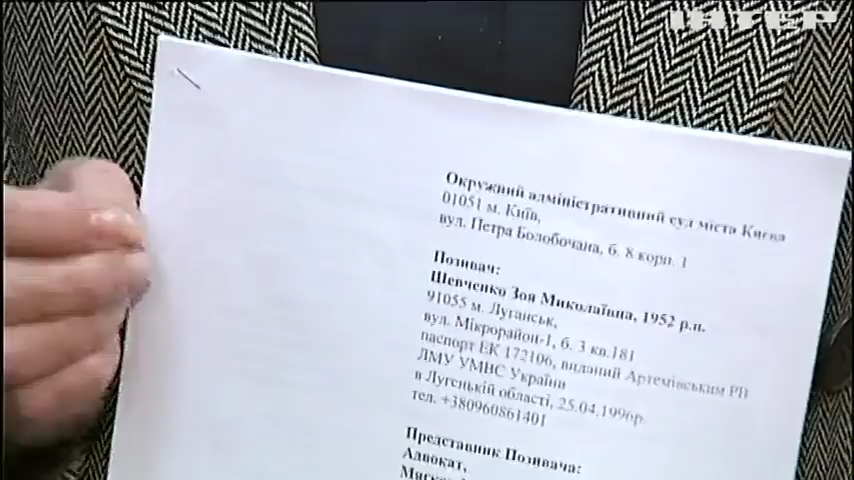 ІНТЕР
Окружний адміністративний суд міста Києва
01051 м. Київ,
вул. Петра Болбочана, б. 8 корп. 1
Позивач:
Шевченко Зоя Миколаївна, 1952 р.н.
91055 м. Луганськ,
вул. Мікрорайон-1, б. 3 кв.181
паспорт ЕК 172106, виданий Артемівським РВ
ЛМУ УМНС України
в Лугенькій області, 25.04.1996р.
тел. +380960861401
Представник Позивача:
Адвокат,